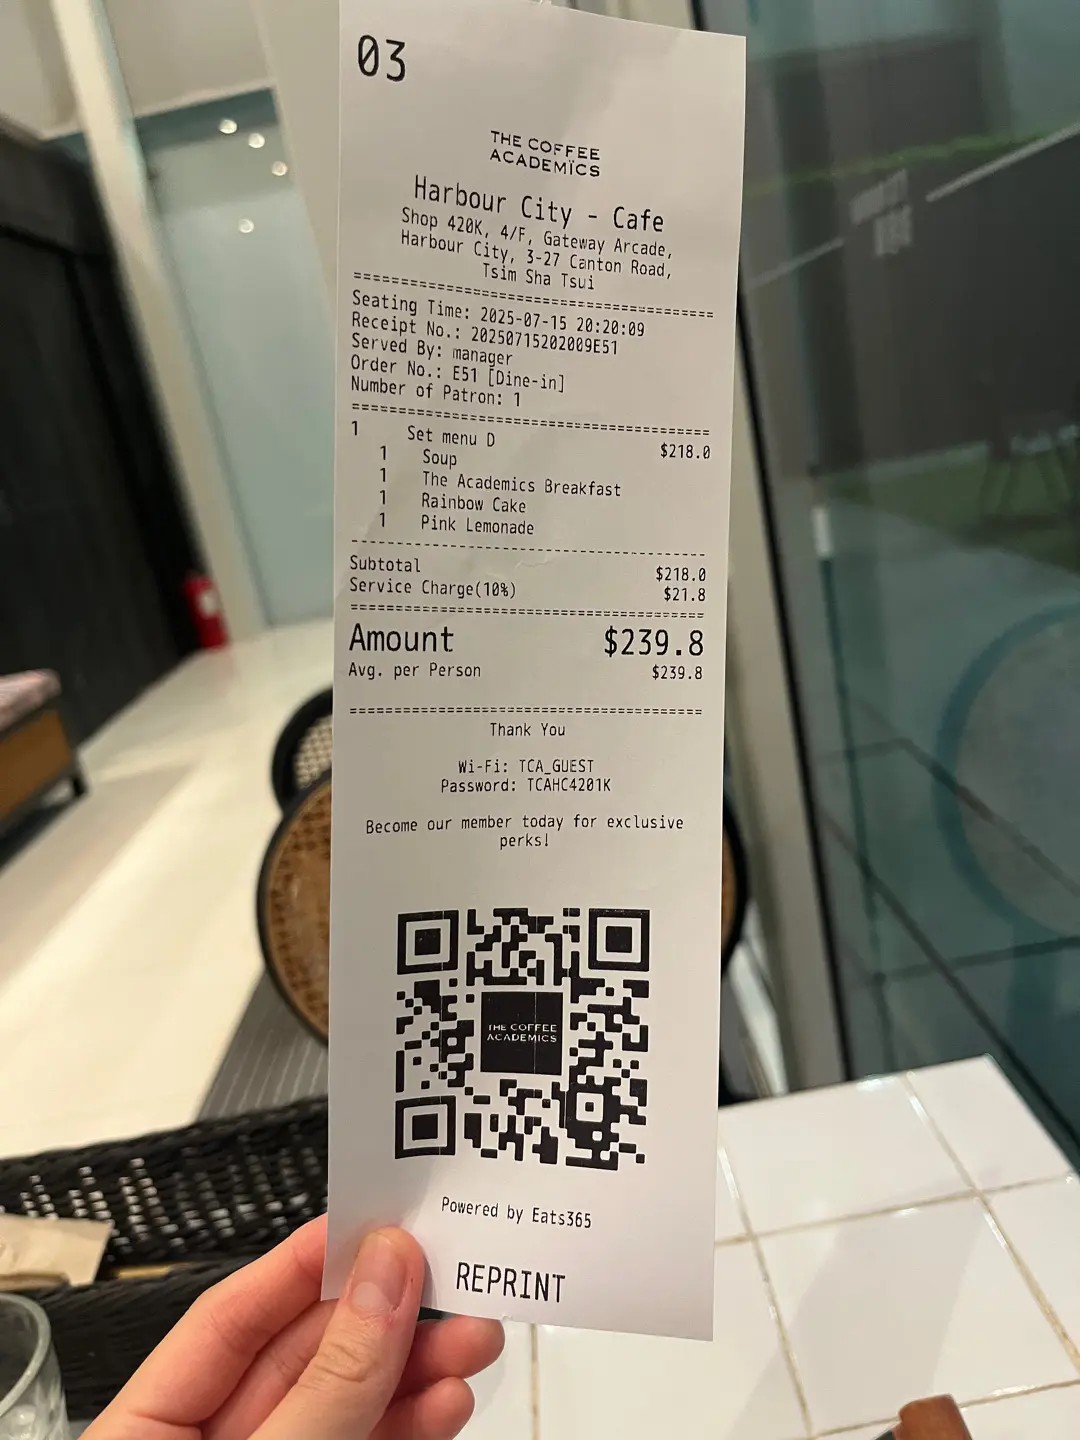 03
THE COFFEE
ACADEMÏCS
Harbour City - Cafe
Shop 420K, 4/F, Gateway Arcade,
Harbour City, 3-27 Canton Road,
Tsim Sha Tsui
================================================
Seating Time: 2025-07-15 20:20:09
Receipt No.: 20250715202009E51
Served By: manager
Order No.: E51 [Dine-in]
Number of Patron: 1
================================================
1 Set menu D $218.0
1 Soup
1 The Academics Breakfast
1 Rainbow Cake
1 Pink Lemonade
------------------------------------------------
Subtotal $218.0
Service Charge(10%) $21.8
================================================
Amount $239.8
Avg. per Person $239.8
================================================
Thank You
Wi-Fi: TCA_GUEST
Password: TCAHC4201K
Become our member today for exclusive
perks!
THE COFFEE
ACADEMICS
Powered by Eats365
REPRINT